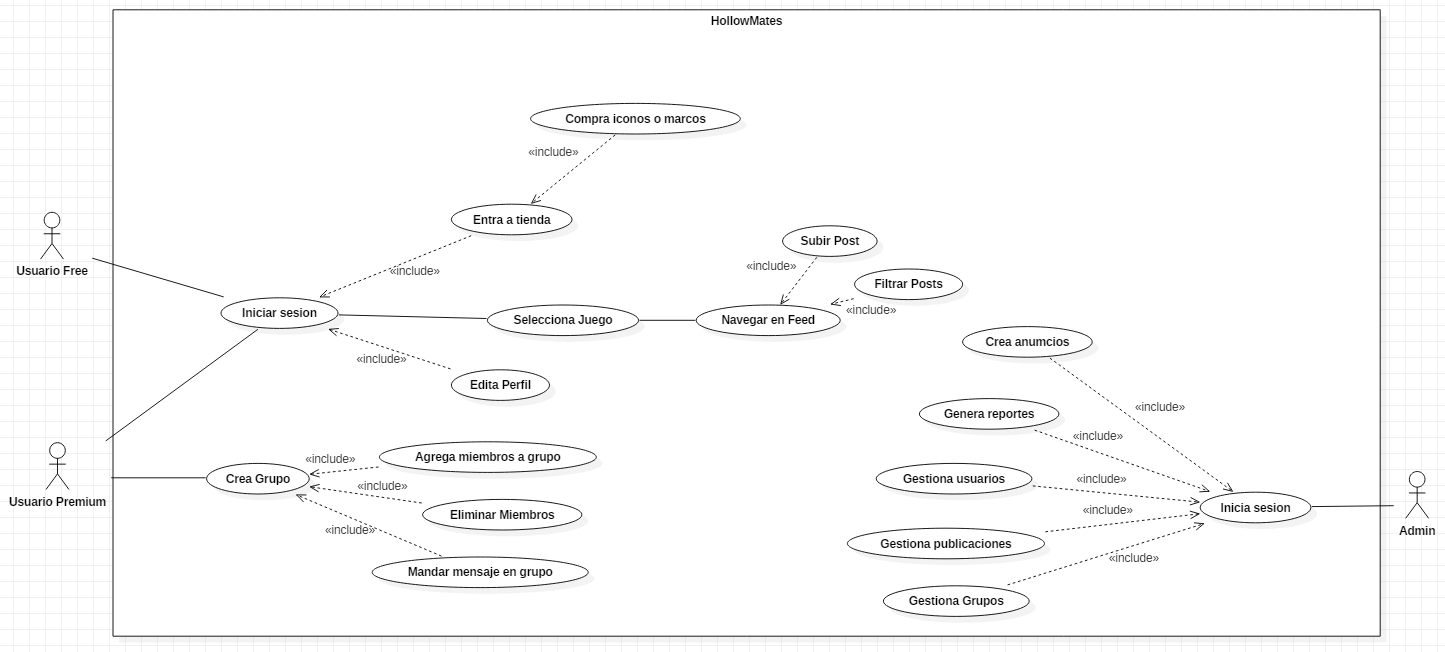 HollowMates
Compra iconos o marcos
«include»
Entra a tienda
«include»
Usuario Free
Subir Post
«include»
Filtrar Posts
«include»
Iniciar sesion
Selecciona Juego
Navegar en Feed
«include»
Edita Perfil
Crea anumcios
«include»
Genera reportes
«include»
Usuario Premium
Crea Grupo
«include»
Agrega miembros a grupo
«include»
Eliminar Miembros
«include»
Mandar mensaje en grupo
Gestiona usuarios
«include»
«include»
Gestiona publicaciones
«include»
Gestiona Grupos
Inicia sesion
Admin